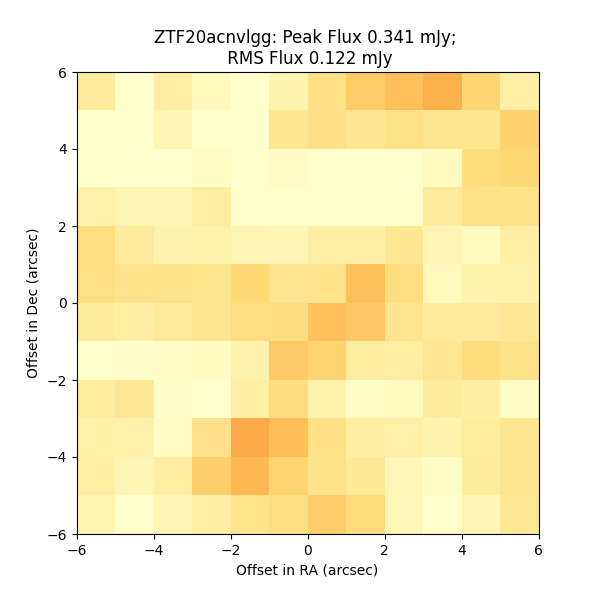 ZTF20acnvlgg: Peak Flux 0.341 mJy;
RMS Flux 0.122 mJy
6
4
2
0
−2
−4
−6
Offset in Dec (arcsec)
−6 −4 −2 0 2 4 6
Offset in RA (arcsec)